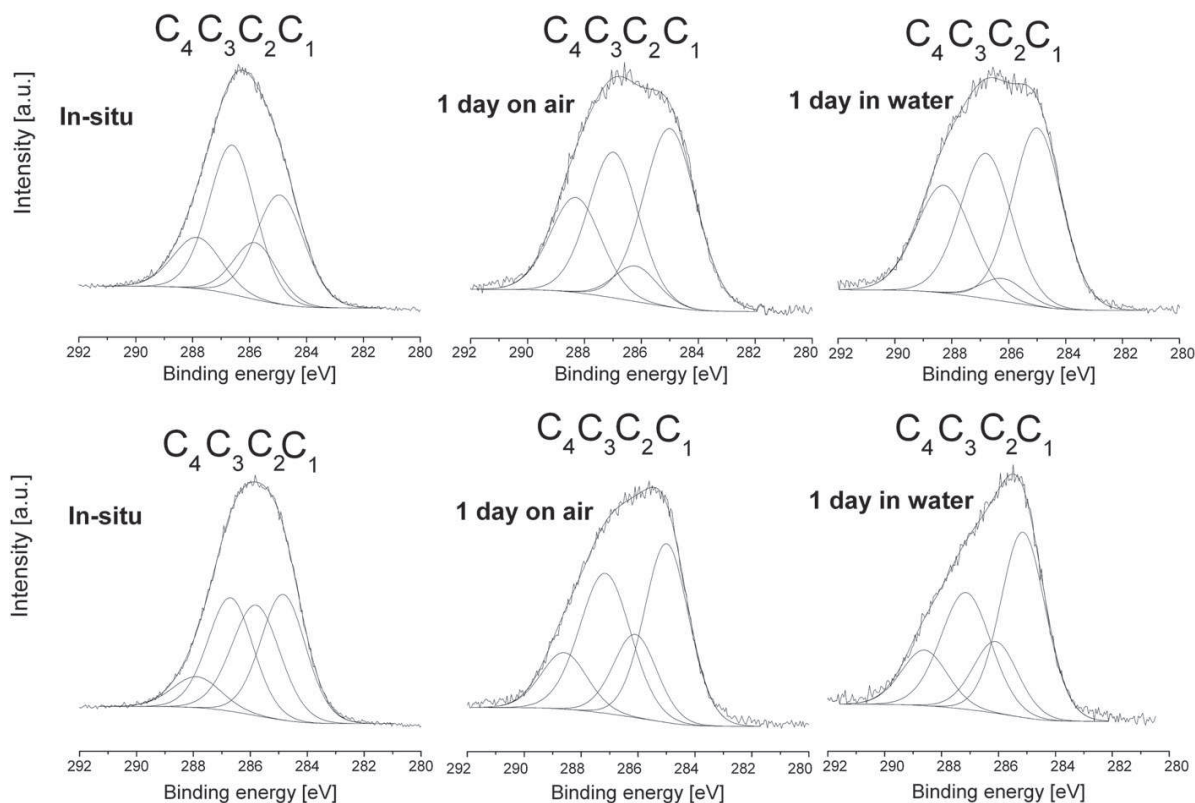 C4C3C2C1
C4C3C2C1
C4C3C2C1
In-situ
1 day on air
1 day in water
Intensity [a.u.]
292 290 288 286 284 282 280
292 290 288 286 284 282 280
292 290 288 286 284 282 280
Binding energy [eV]
Binding energy [eV]
Binding energy [eV]
C4C3C2C1
C4C3C2C1
C4C3C2C1
In-situ
1 day on air
1 day in water
Intensity [a.u.]
292 290 288 286 284 282 280
292 290 288 286 284 282 280
292 290 288 286 284 282 280
Binding energy [eV]
Binding energy [eV]
Binding energy [eV]